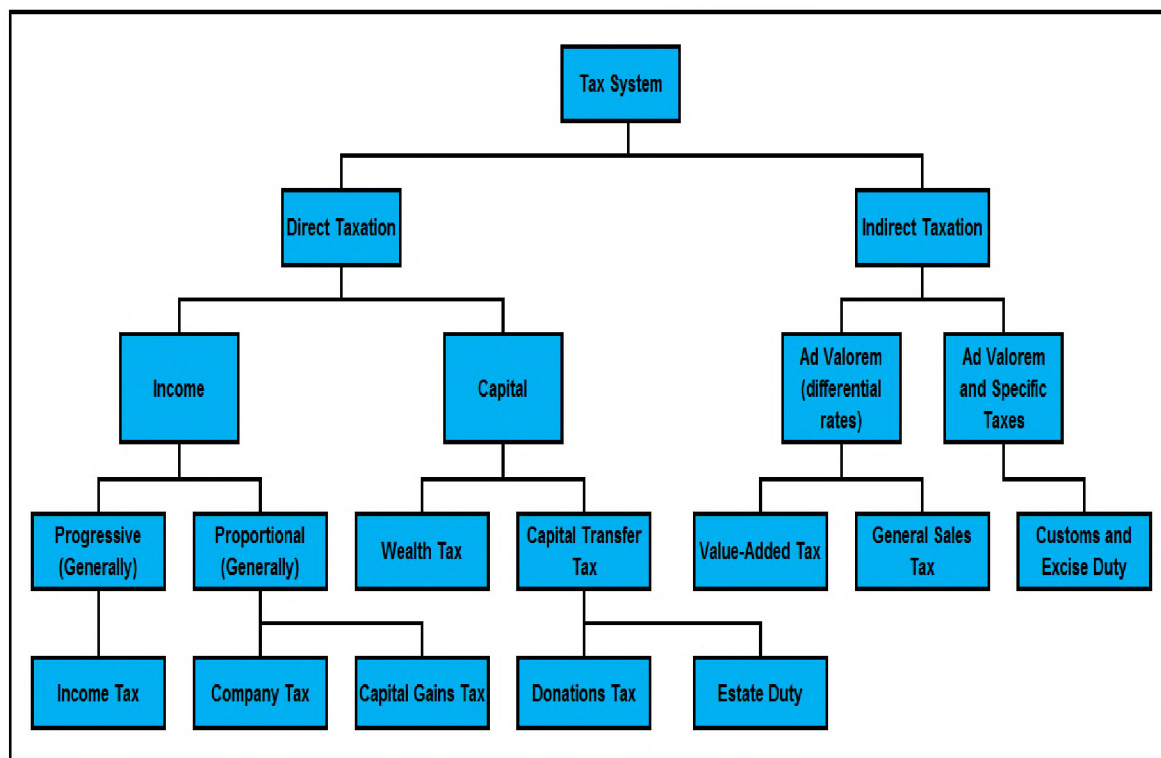 Tax System
Direct Taxation
Indirect Taxation
Income
Capital
Ad Valorem
(differential
rates)
Ad Valorem
and Specific
Taxes
Progressive
(Generally)
Proportional
(Generally)
Wealth Tax
Capital Transfer
Tax
Value-Added Tax
General Sales
Tax
Customs and
Excise Duty
Income Tax
Company Tax
Capital Gains Tax
Donations Tax
Estate Duty